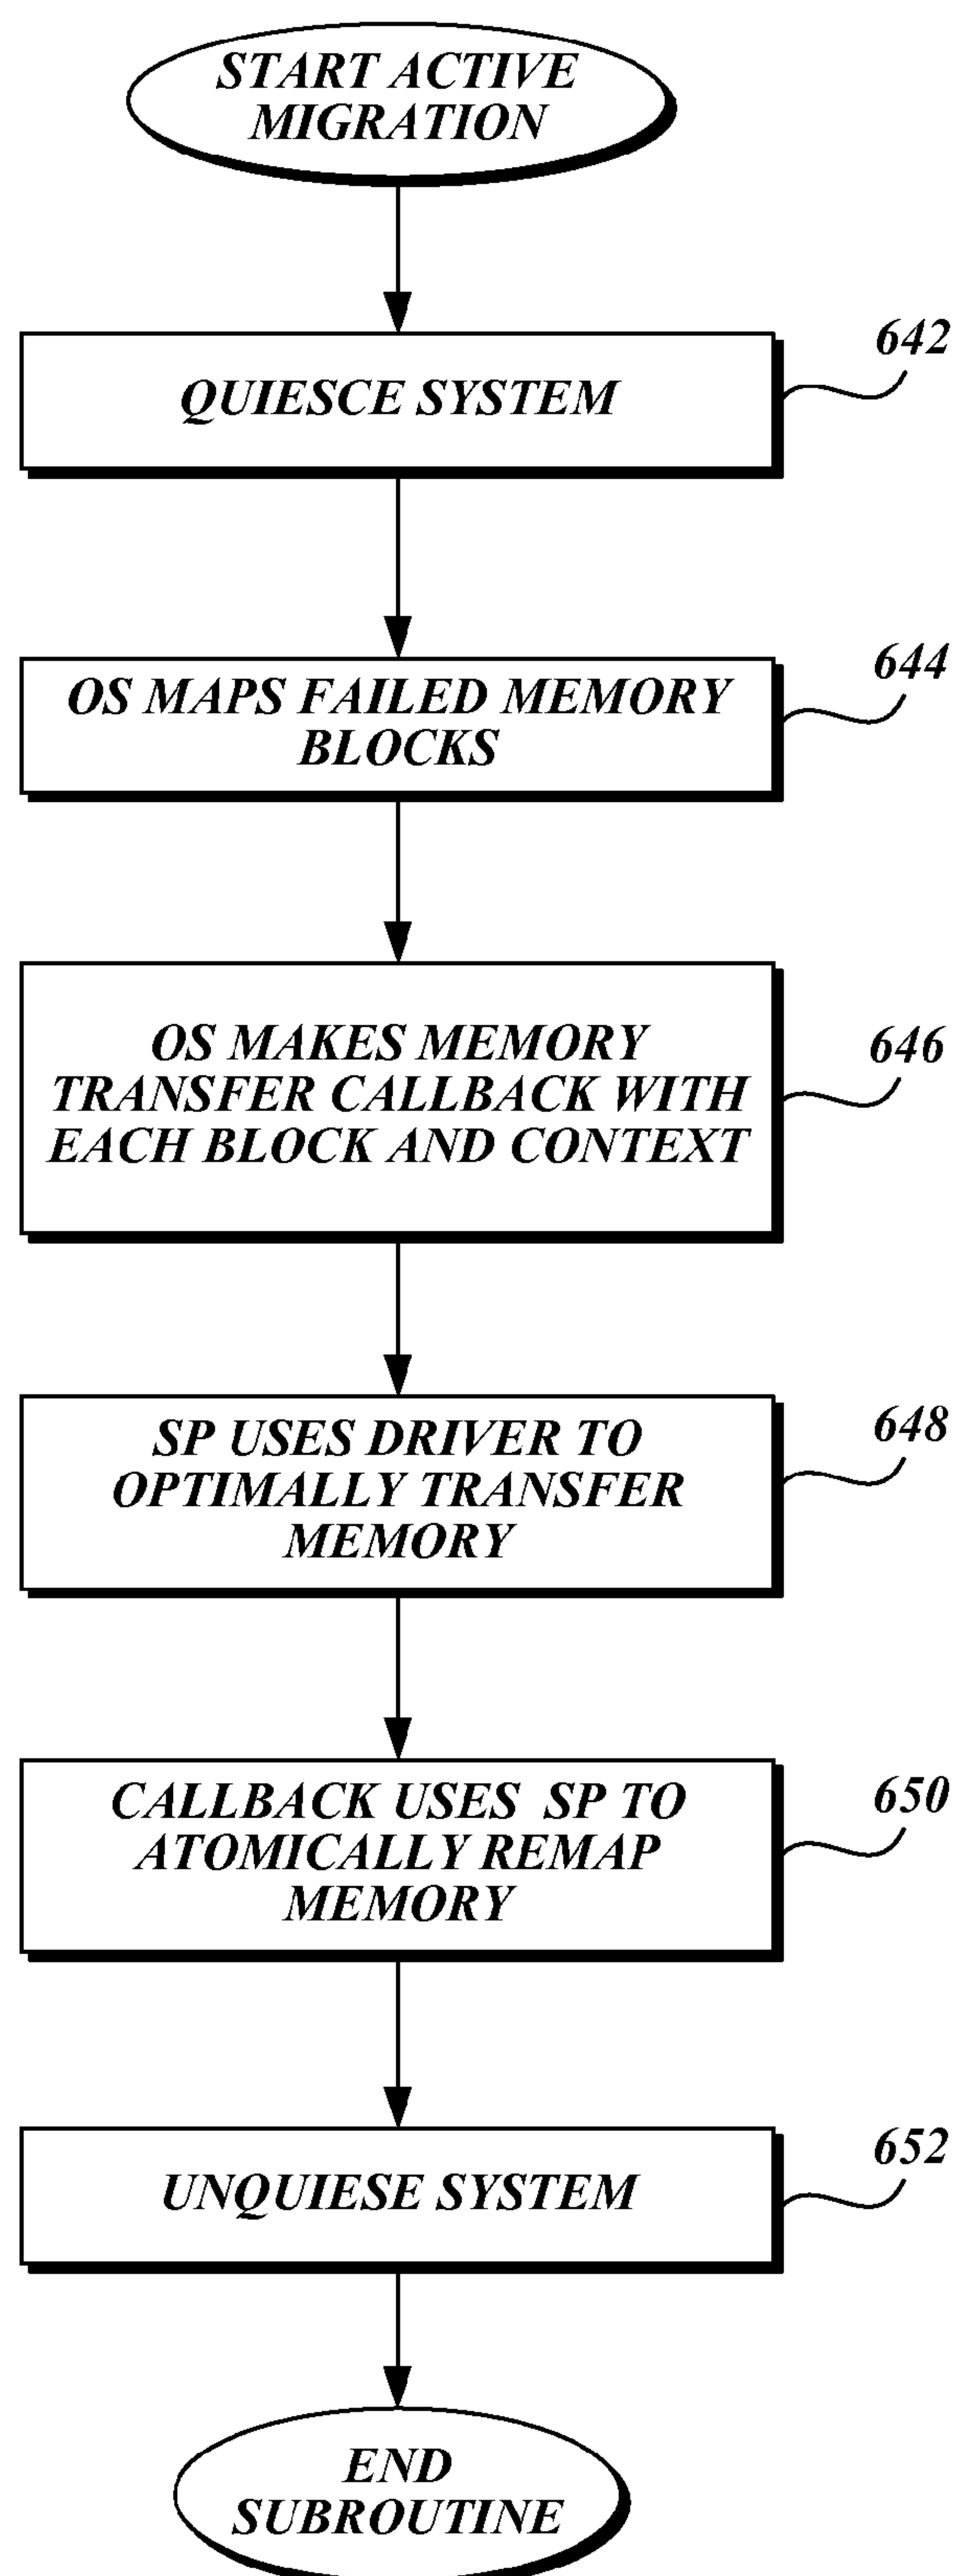 START ACTIVE
MIGRATION
642
QUIESCE SYSTEM
644
OS MAPS FAILED MEMORY
BLOCKS
646
OS MAKES MEMORY
TRANSFER CALLBACK WITH
EACH BLOCK AND CONTEXT
648
SP USES DRIVER TO
OPTIMALLY TRANSFER
MEMORY
650
CALLBACK USES SP TO
ATOMICALLY REMAP
MEMORY
652
UNQUIESE SYSTEM
END
SUBROUTINE